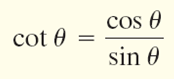 cot θ = cos θ / sin θ